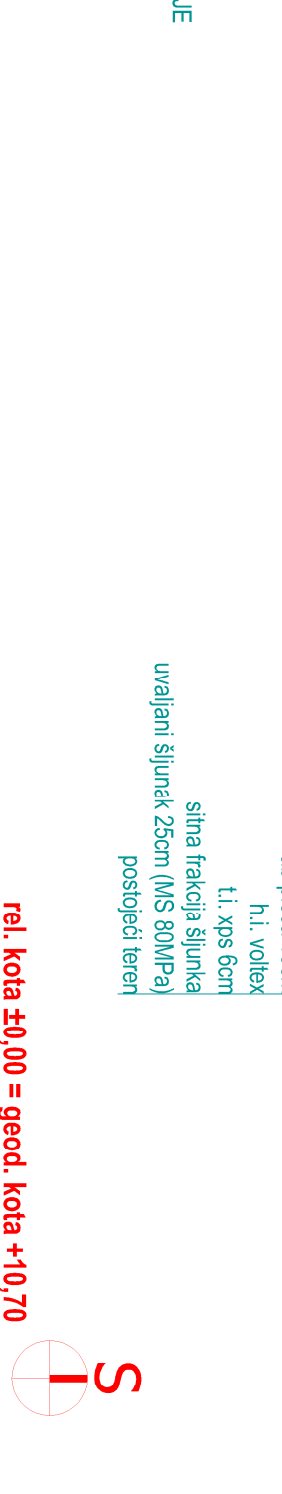 JE
h.i. voltex
t.i. xps 6cm
sitna frakcija šljunka
uvaljani šljunak 25cm (MS 80MPa)
postojeći teren
rel. kota ±0,00 = geod. kota +10,70
S